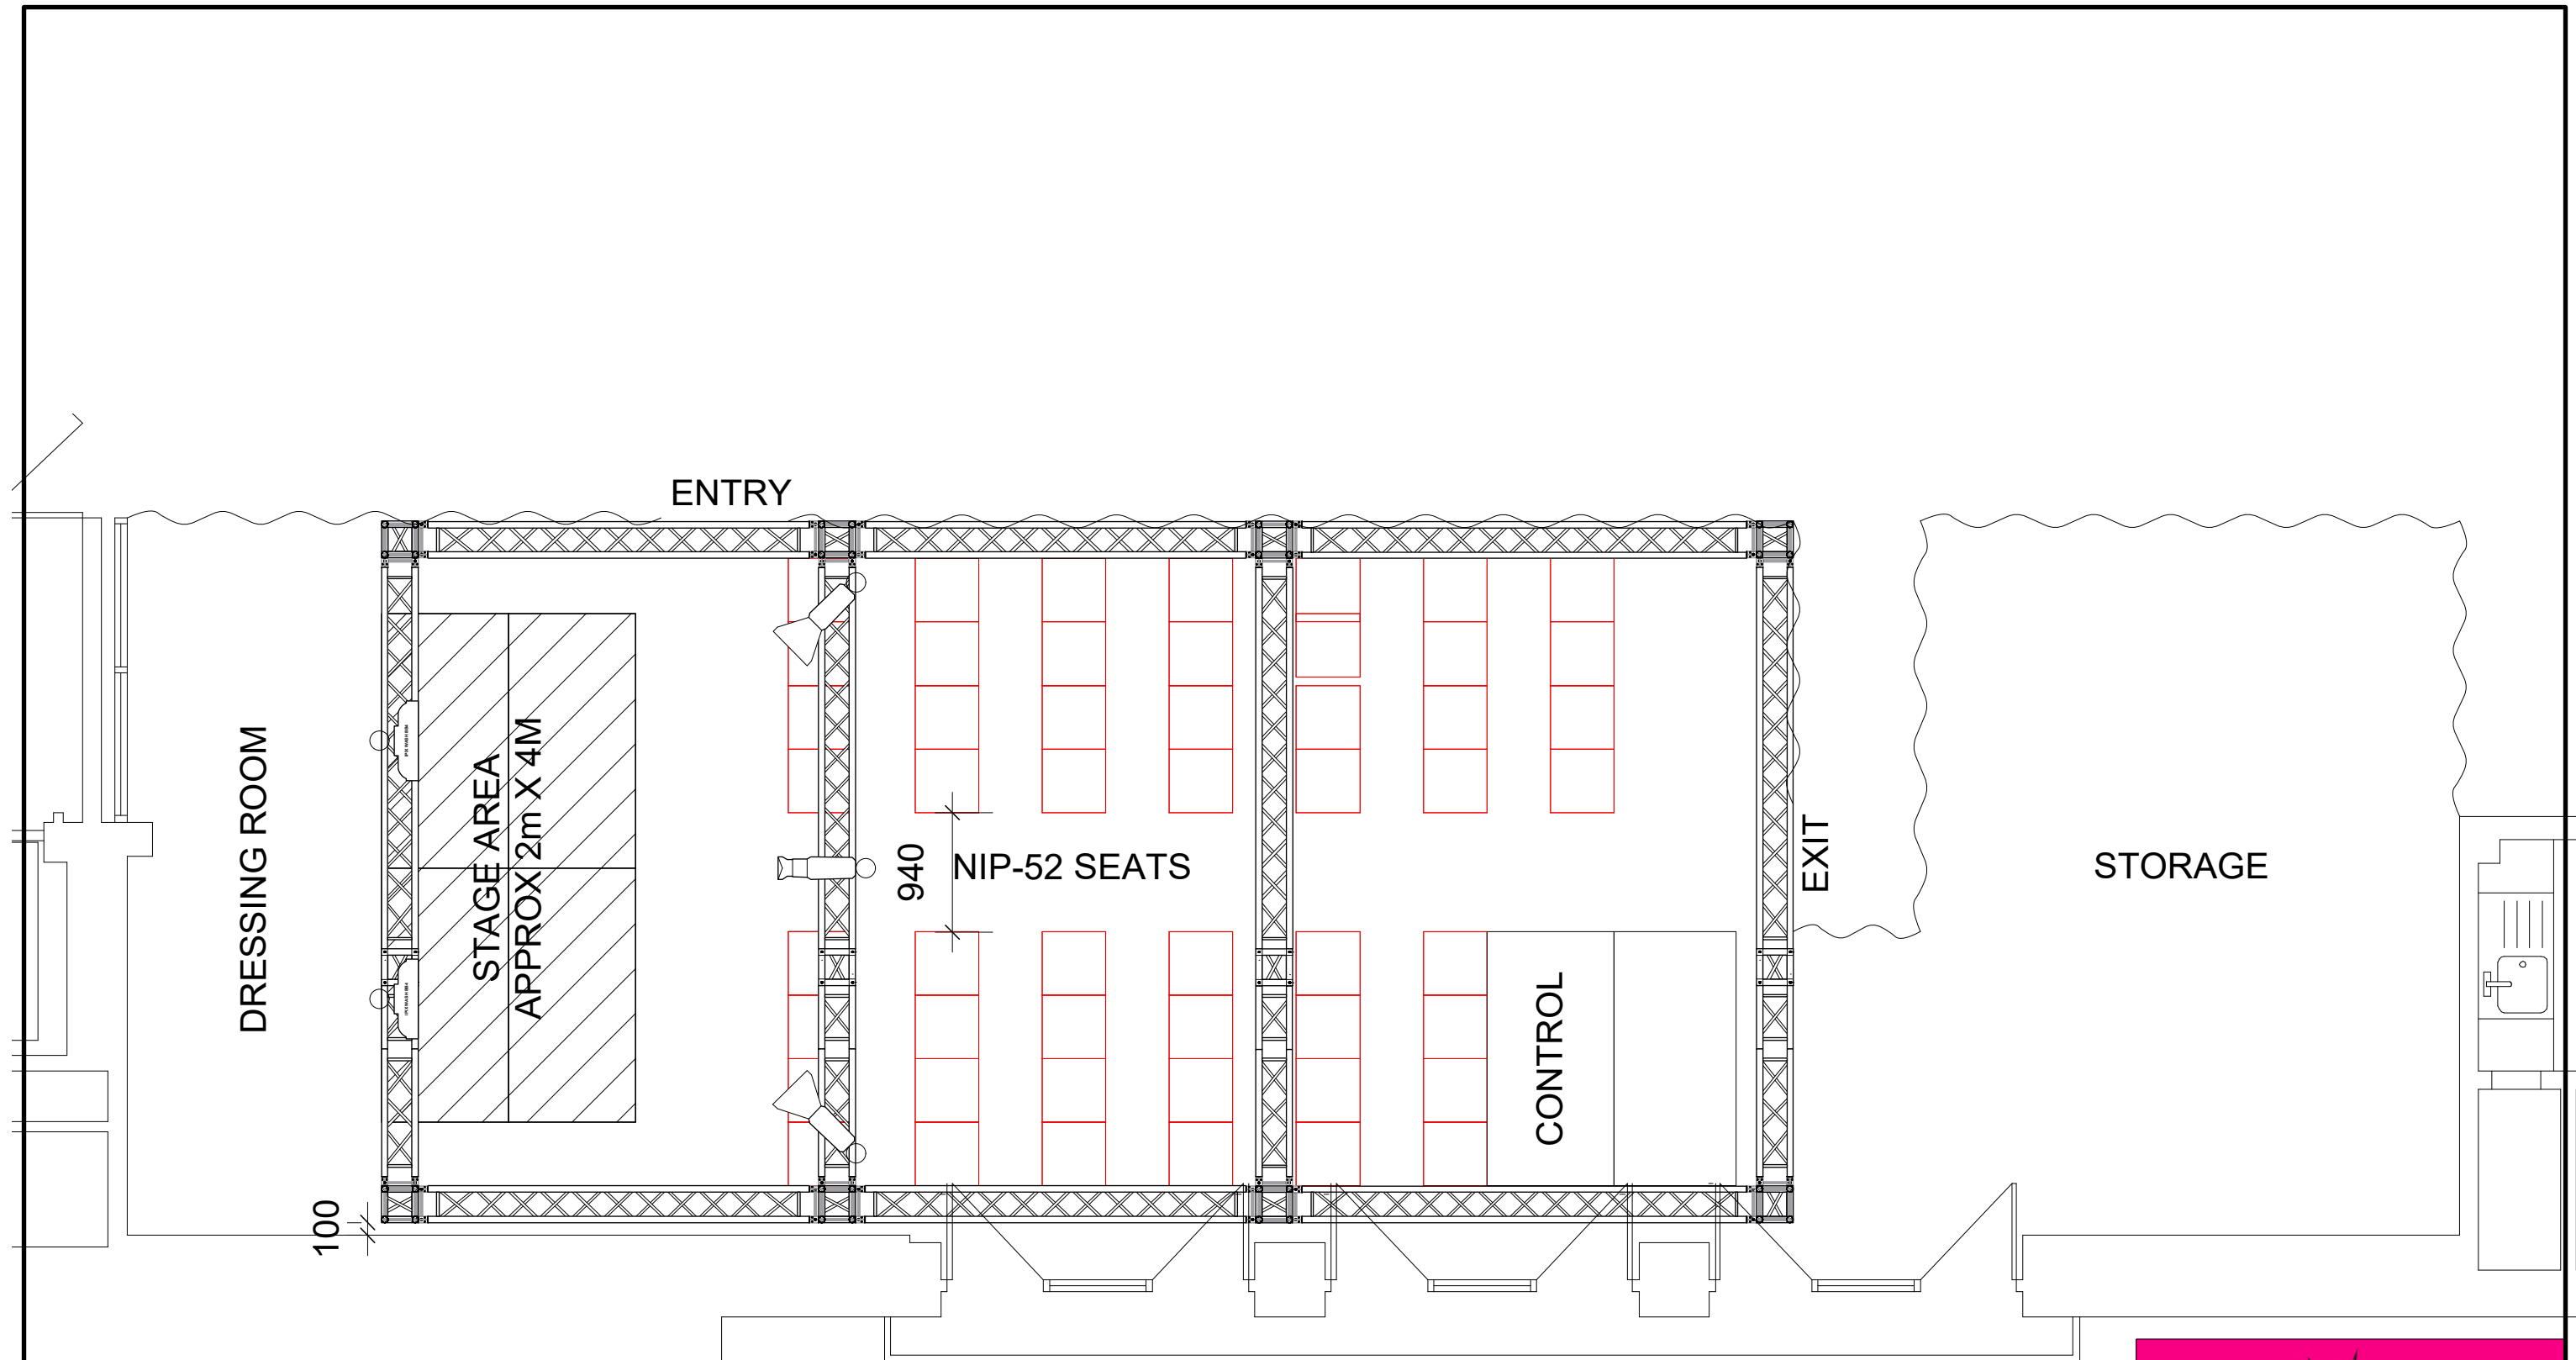 ENTRY
DRESSING ROOM
STAGE AREA
APPROX 2m X 4M
940
NIP-52 SEATS
EXIT
STORAGE
CONTROL
100